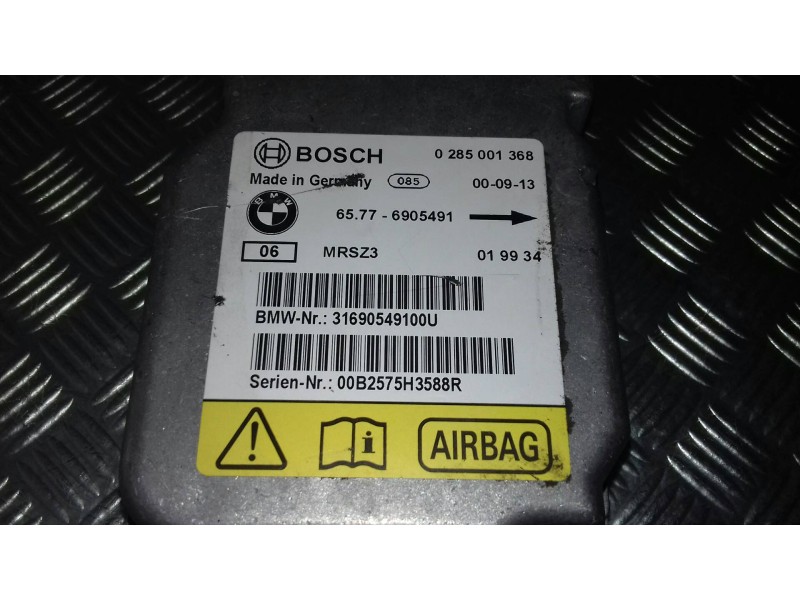 BOSCH 0 285 001 368
Made in Germany 085 00-09-13
BMW 65.77 - 6905491
06 MRSZ3 01 99 34
BMW-Nr.: 31690549100U
Serien-Nr.: 00B2575H3588R
AIRBAG